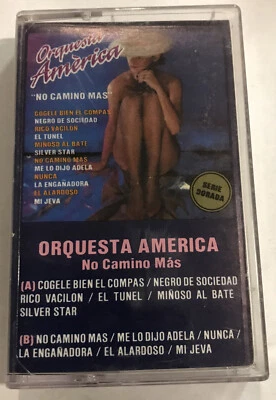 Orquesta
Amèrica
"NO CAMINO MAS"
COGELE BIEN EL COMPAS
NEGRO DE SOCIEDAD
RICO VACILON
EL TUNEL
MIÑOSO AL BATE
SILVER STAR
NO CAMINO MAS
ME LO DIJO ADELA
NUNCA
LA ENGAÑADORA
EL ALARDOSO
MI JEVA
SERIE
DORADA
ORQUESTA AMERICA
No Camino Más
(A) COGELE BIEN EL COMPAS / NEGRO DE SOCIEDAD
RICO VACILON / EL TUNEL / MIÑOSO AL BATE
SILVER STAR
(B) NO CAMINO MAS / ME LO DIJO ADELA / NUNCA /
LA ENGAÑADORA / EL ALARDOSO / MI JEVA